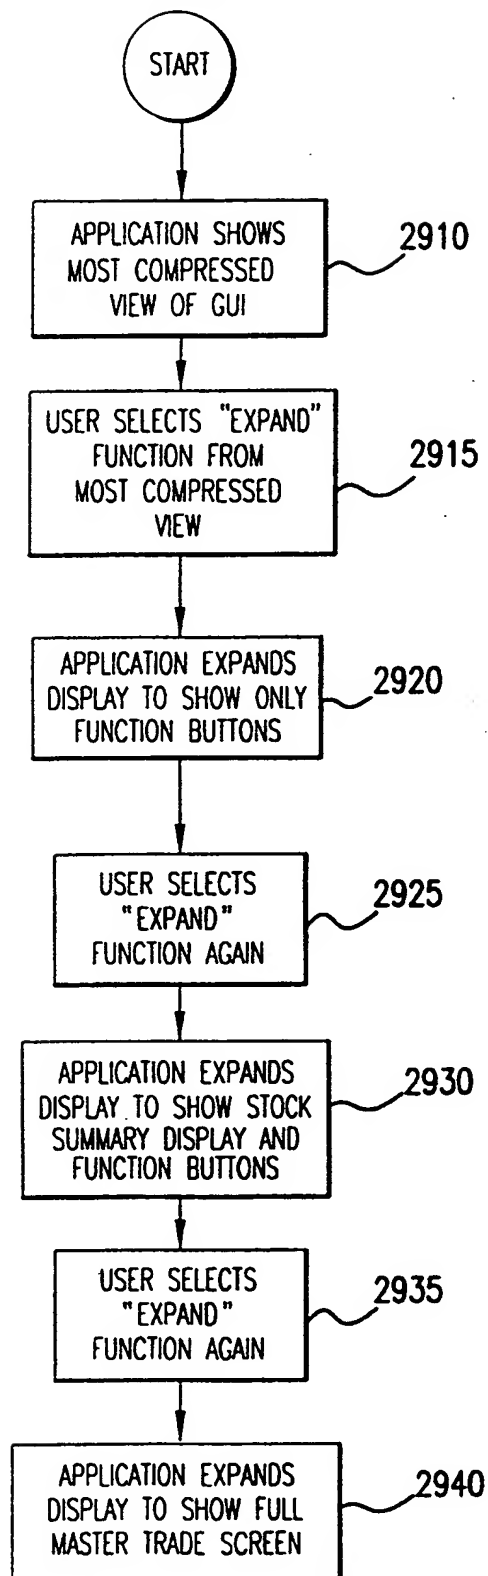 START
APPLICATION SHOWS
MOST COMPRESSED
VIEW OF GUI
2910
USER SELECTS "EXPAND"
FUNCTION FROM
MOST COMPRESSED
VIEW
2915
APPLICATION EXPANDS
DISPLAY TO SHOW ONLY
FUNCTION BUTTONS
2920
USER SELECTS
"EXPAND"
FUNCTION AGAIN
2925
APPLICATION EXPANDS
DISPLAY TO SHOW STOCK
SUMMARY DISPLAY AND
FUNCTION BUTTONS
2930
USER SELECTS
"EXPAND"
FUNCTION AGAIN
2935
APPLICATION EXPANDS
DISPLAY TO SHOW FULL
MASTER TRADE SCREEN
2940